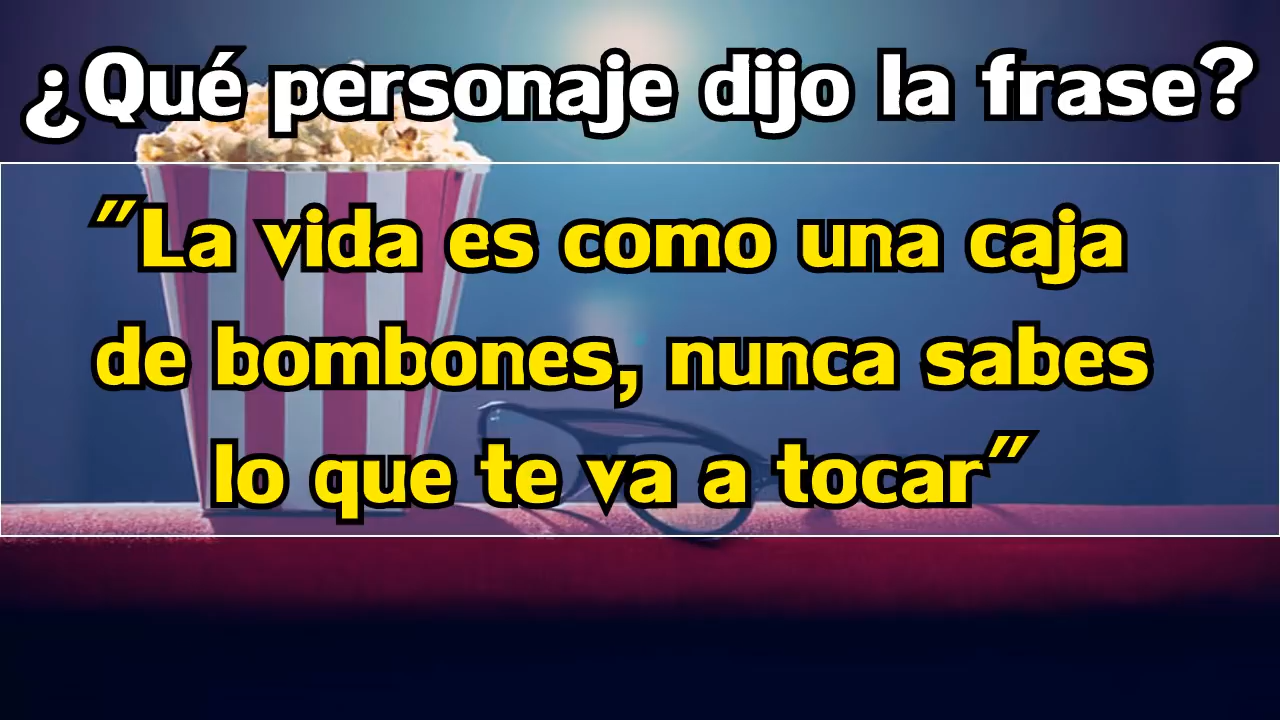 ¿Qué personaje dijo la frase?
"La vida es como una caja
de bombones, nunca sabes
lo que te va a tocar"